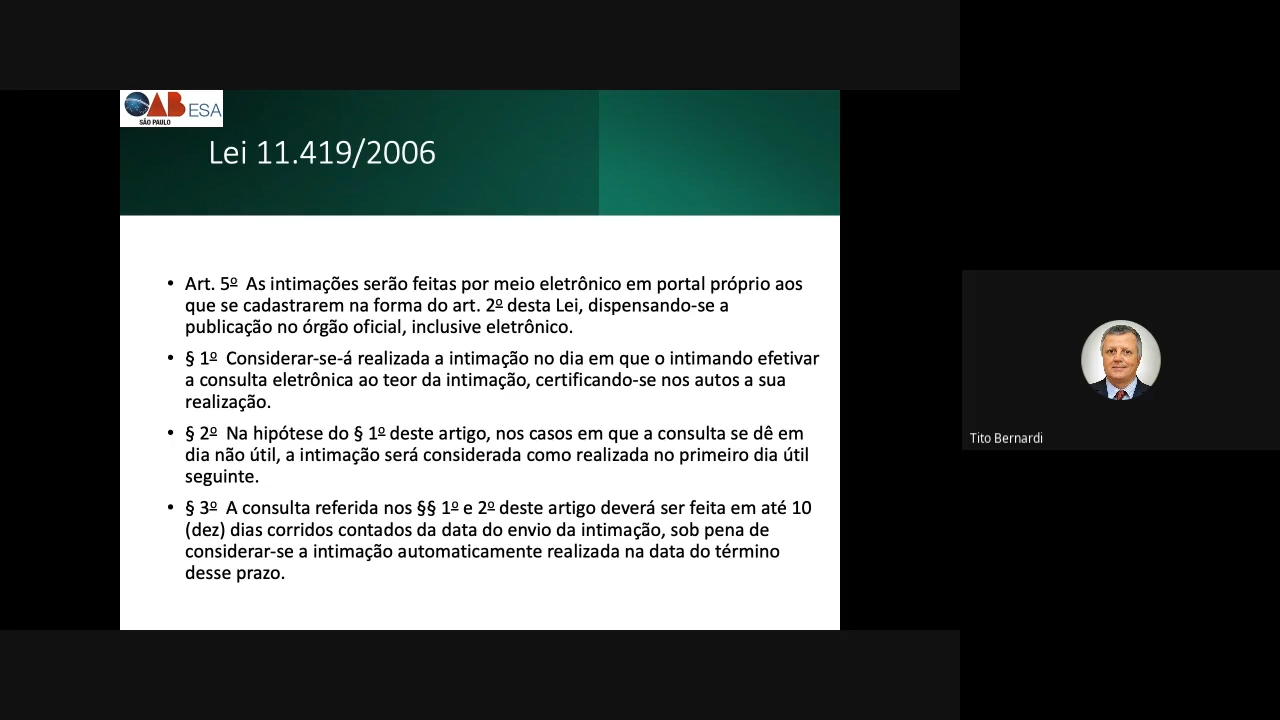 OAB ESA
SÃO PAULO
Lei 11.419/2006
• Art. 5º  As intimações serão feitas por meio eletrônico em portal próprio aos
que se cadastrarem na forma do art. 2º desta Lei, dispensando-se a
publicação no órgão oficial, inclusive eletrônico.
• § 1º  Considerar-se-á realizada a intimação no dia em que o intimando efetivar
a consulta eletrônica ao teor da intimação, certificando-se nos autos a sua
realização.
• § 2º  Na hipótese do § 1º deste artigo, nos casos em que a consulta se dê em
dia não útil, a intimação será considerada como realizada no primeiro dia útil
seguinte.
• § 3º  A consulta referida nos §§ 1º e 2º deste artigo deverá ser feita em até 10
(dez) dias corridos contados da data do envio da intimação, sob pena de
considerar-se a intimação automaticamente realizada na data do término
desse prazo.
Tito Bernardi